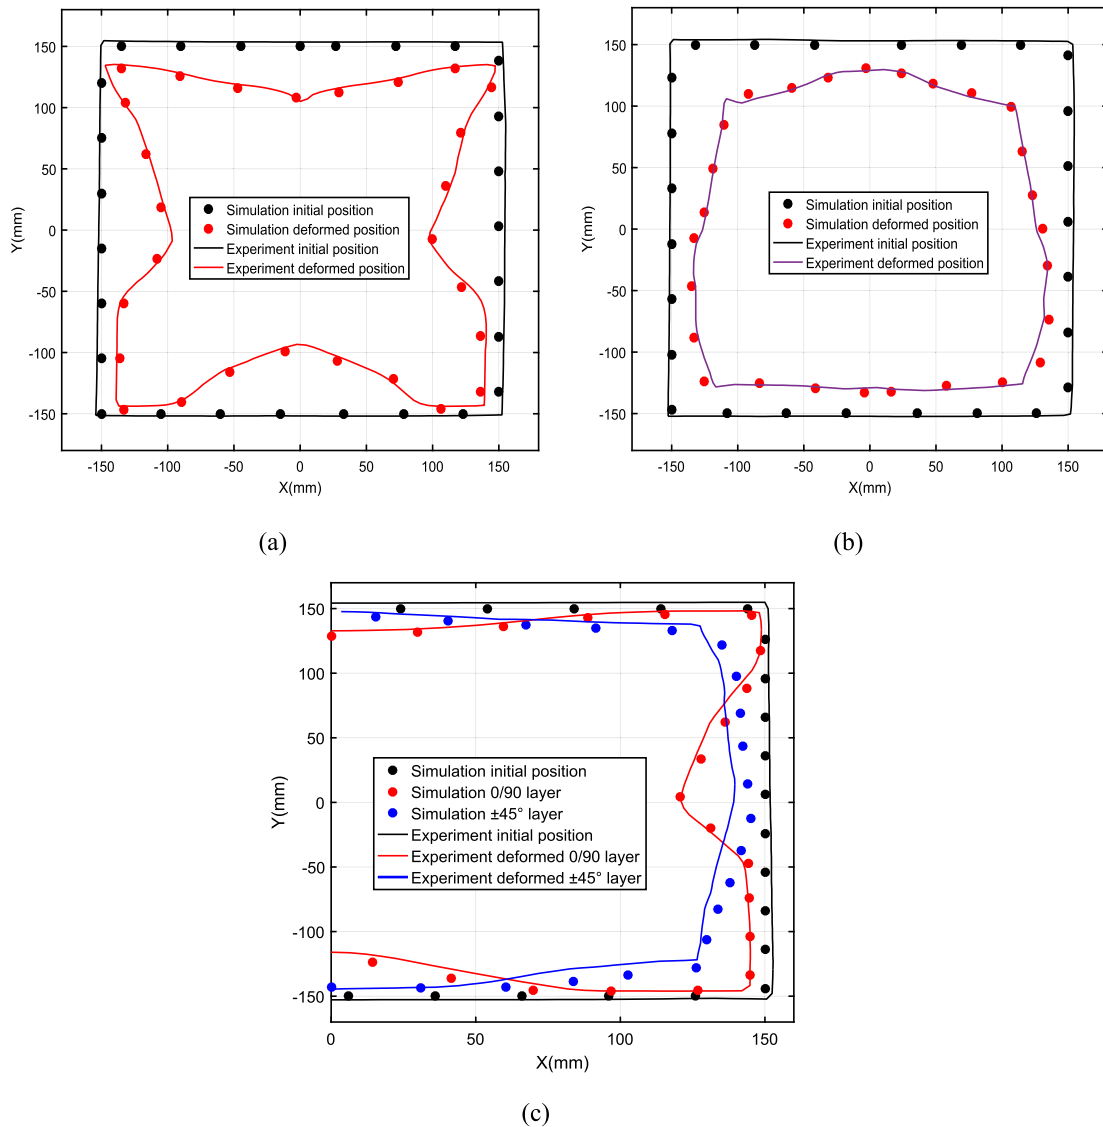 150
100
50
0
-50
-100
-150
Y(mm)
Simulation initial position
Simulation deformed position
Experiment initial position
Experiment deformed position
-150 -100 -50 0 50 100 150
X(mm)
(a)
150
100
50
0
-50
-100
-150
Y(mm)
Simulation initial position
Simulation deformed position
Experiment initial position
Experiment deformed position
-150 -100 -50 0 50 100 150
X(mm)
(b)
150
100
50
0
-50
-100
-150
Y(mm)
Simulation initial position
Simulation 0/90 layer
Simulation ±45° layer
Experiment initial position
Experiment deformed 0/90 layer
Experiment deformed ±45° layer
0 50 100 150
X(mm)
(c)